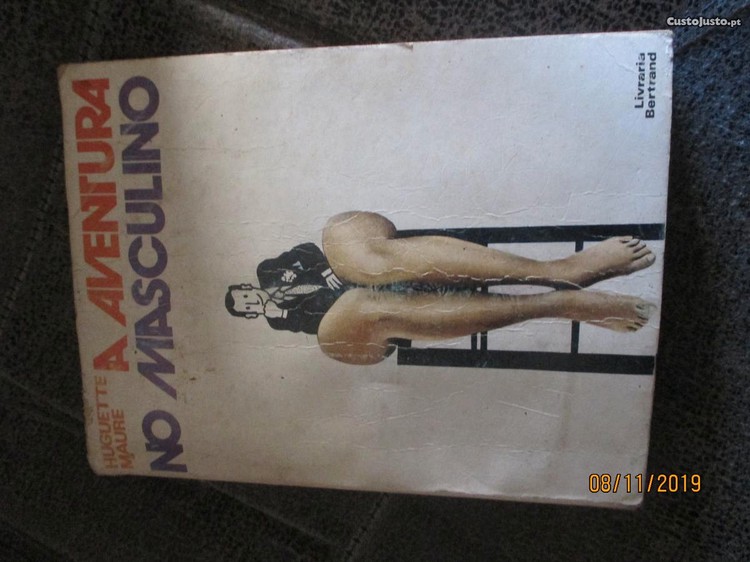 HUGUETTE
MAURE
A AVENTURA
NO MASCULINO
Livraria
Bertrand
CustoJusto.pt
08/11/2019